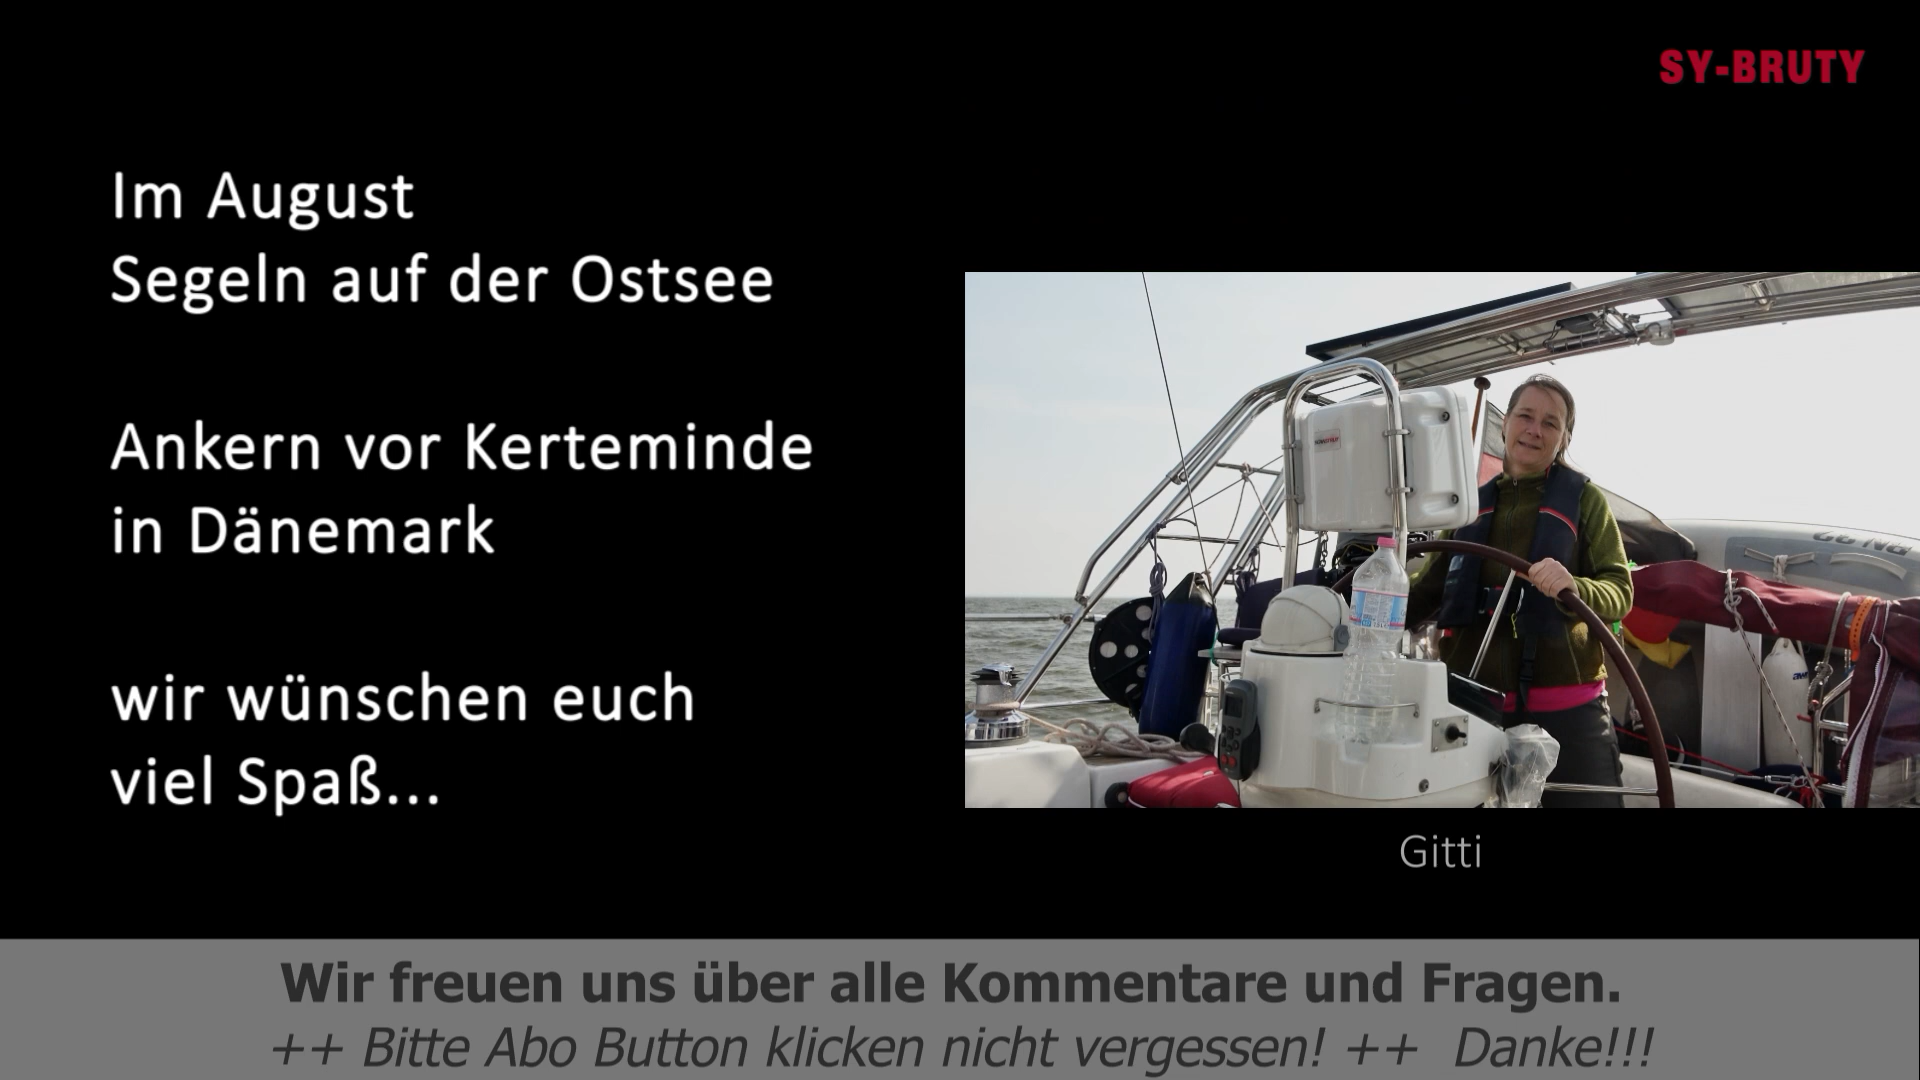 SY-BRUTY
Im August
Segeln auf der Ostsee
Ankern vor Kerteminde
in Dänemark
wir wünschen euch
viel Spaß...
Gitti
Wir freuen uns über alle Kommentare und Fragen.
++ Bitte Abo Button klicken nicht vergessen! ++ Danke!!!